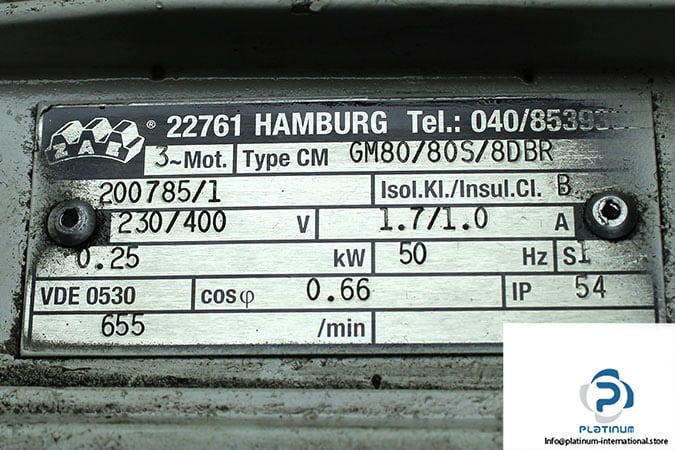 ZAE ® 22761 HAMBURG Tel.: 040/85393
3~Mot. Type CM GM80/80S/8DBR
200785/1 Isol.Kl./Insul.Cl. B
230/400 V 1.7/1.0 A
0.25 kW 50 Hz S1
VDE 0530 cosφ 0.66 IP 54
655 /min
PLATINUM
Info@platinum-international.store